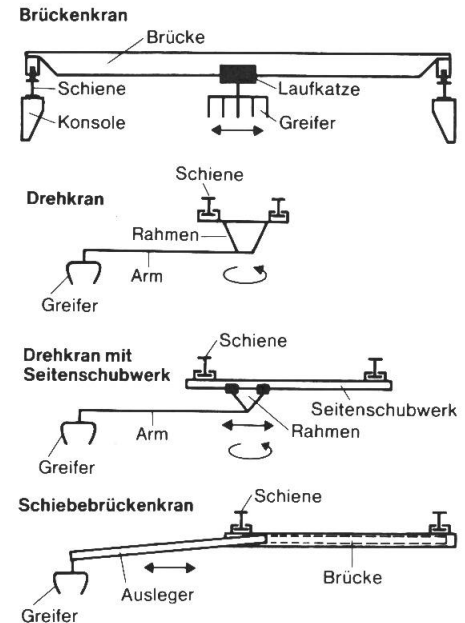 Brückenkran
Brücke
Schiene
Laufkatze
Konsole
Greifer
Schiene
Drehkran
Rahmen
Arm
Greifer
Drehkran mit
Seitenschubwerk
Schiene
Seitenschubwerk
Arm
Rahmen
Greifer
Schiebebrückenkran
Schiene
Brücke
Ausleger
Greifer